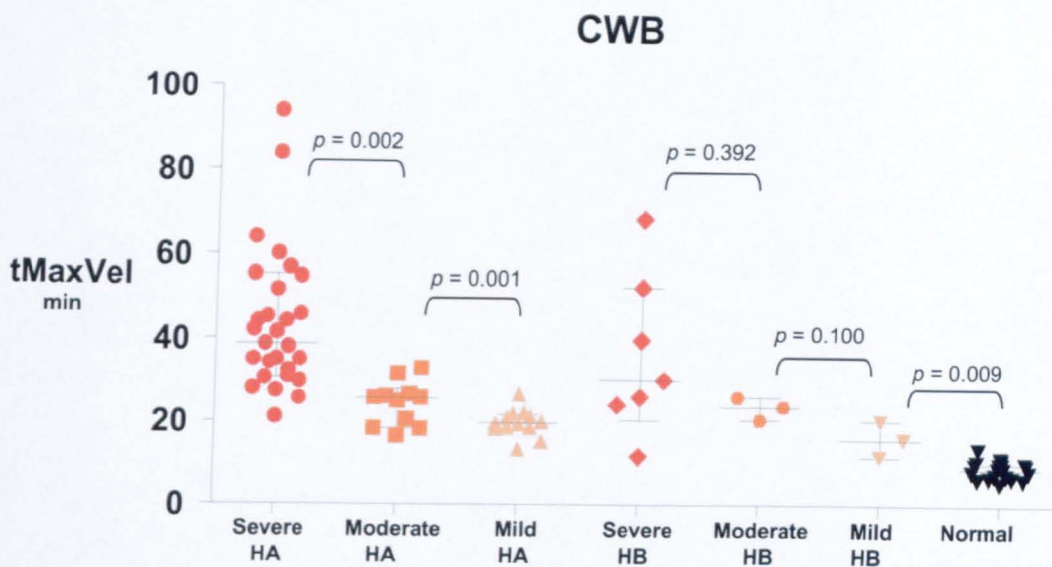 CWB
100
80
60
40
20
0
tMaxVel
min
p = 0.002
p = 0.001
p = 0.392
p = 0.100
p = 0.009
Severe
HA
Moderate
HA
Mild
HA
Severe
HB
Moderate
HB
Mild
HB
Normal